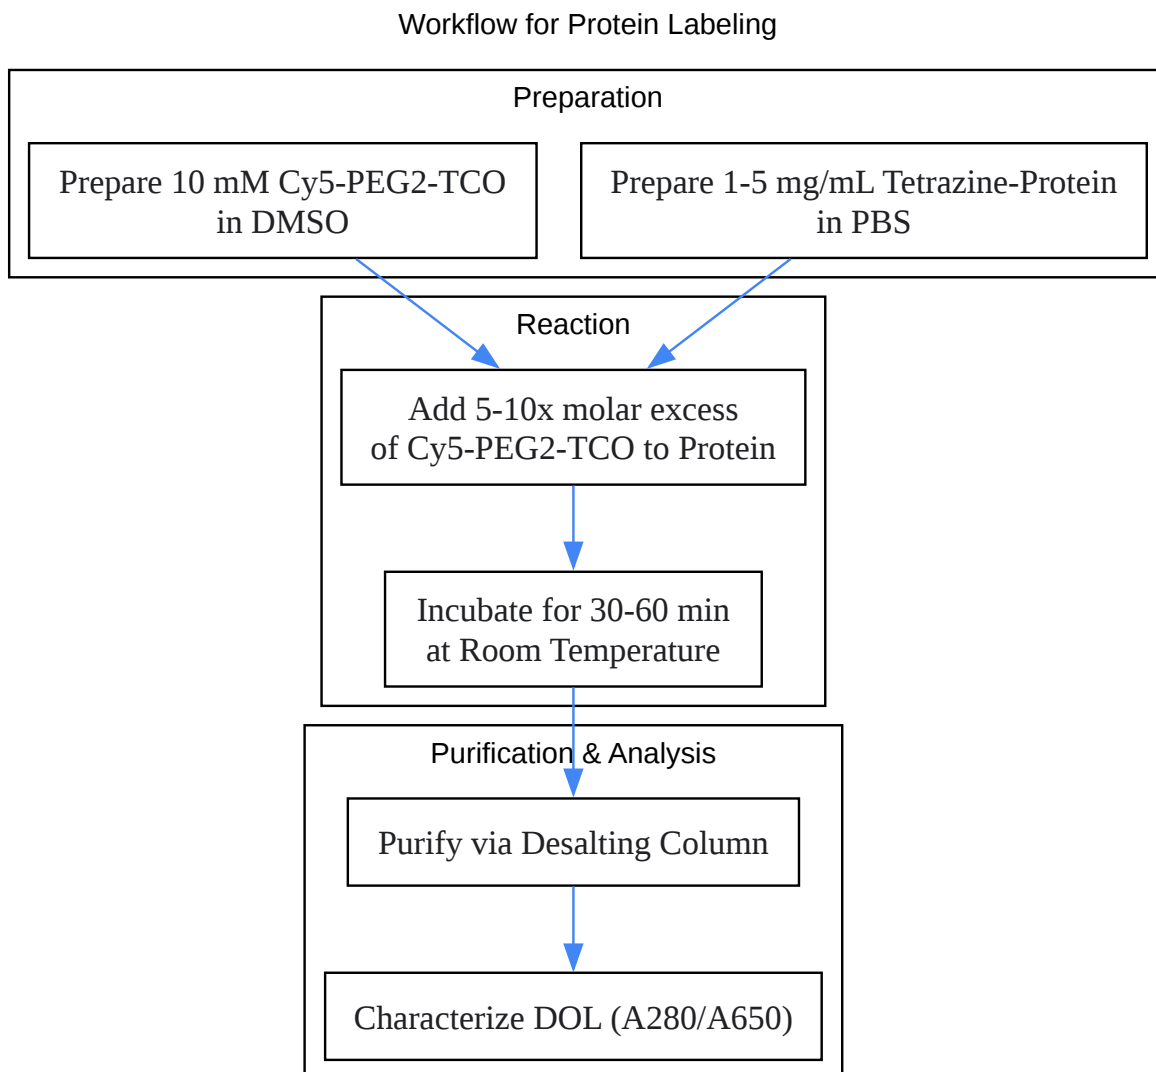 Workflow for Protein Labeling
Preparation
Prepare 10 mM Cy5-PEG2-TCO
in DMSO
Prepare 1-5 mg/mL Tetrazine-Protein
in PBS
Reaction
Add 5-10x molar excess
of Cy5-PEG2-TCO to Protein
Incubate for 30-60 min
at Room Temperature
Purification & Analysis
Purify via Desalting Column
Characterize DOL (A280/A650)